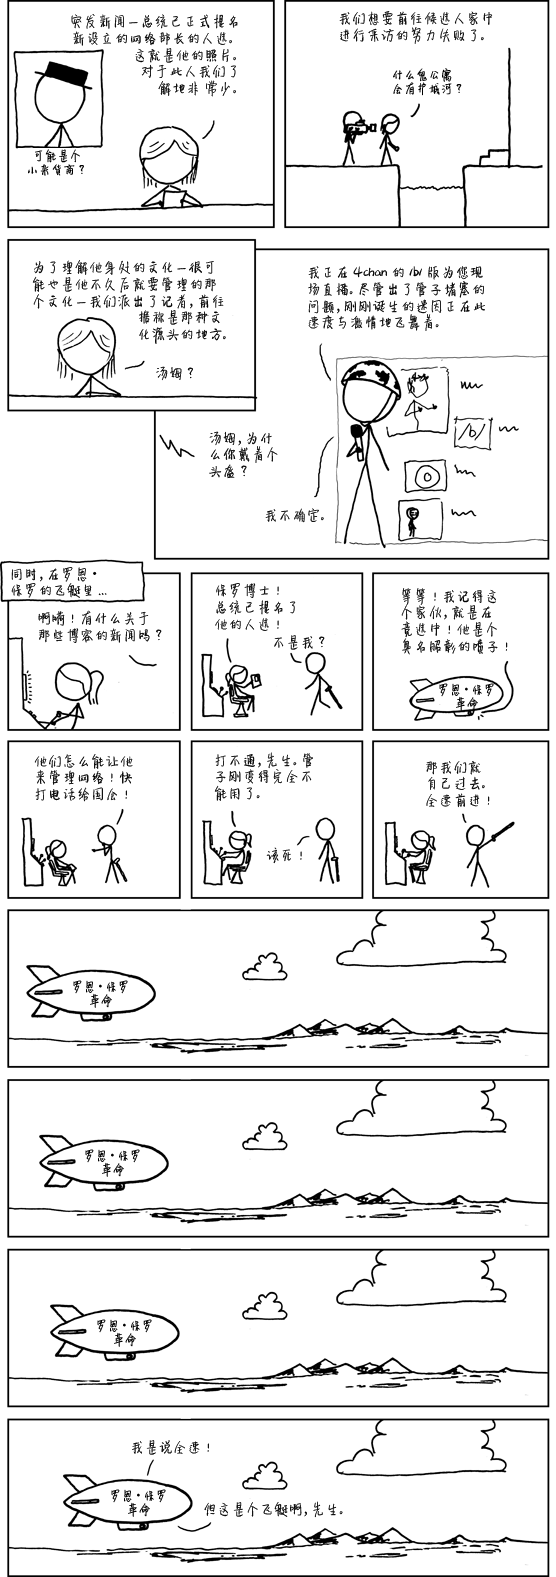 突发新闻—总统已正式提名
新设立的网络部长的人选。
这就是他的照片。
对于此人我们了
解地非常少。
可能是个
小杂货商？
我们想要前往候选人家中
进行采访的努力失败了。
什么鬼公寓
会有护城河？
为了理解他身处的文化—很可
能也是他不久后就要管理的那
个文化—我们派出了记者，前往
据称是那种文
化源头的地方。
汤姆？
我正在 4chan 的 /b/ 版为您现
场直播。尽管出了管子堵塞的
问题，刚刚诞生的迷因正在此
速度与激情地飞舞着。
/b/
汤姆，为什
么你戴着个
头盔？
我不确定。
同时，在罗恩·
保罗的飞艇里...
啊嗬！有什么关于
那些博客的新闻吗？
保罗博士！
总统已提名了
他的人选！
不是我？
等等！我记得这
个家伙，就是在
竞选中！他是个
臭名昭彰的喷子！
罗恩·保罗
革命
他们怎么能让他
来管理网络！快
打电话给国会！
打不通，先生。管
子刚变得完全不
能用了。
该死！
那我们就
自己过去。
全速前进！
罗恩·保罗
革命
罗恩·保罗
革命
罗恩·保罗
革命
我是说全速！
罗恩·保罗
革命
但这是个飞艇啊，先生。